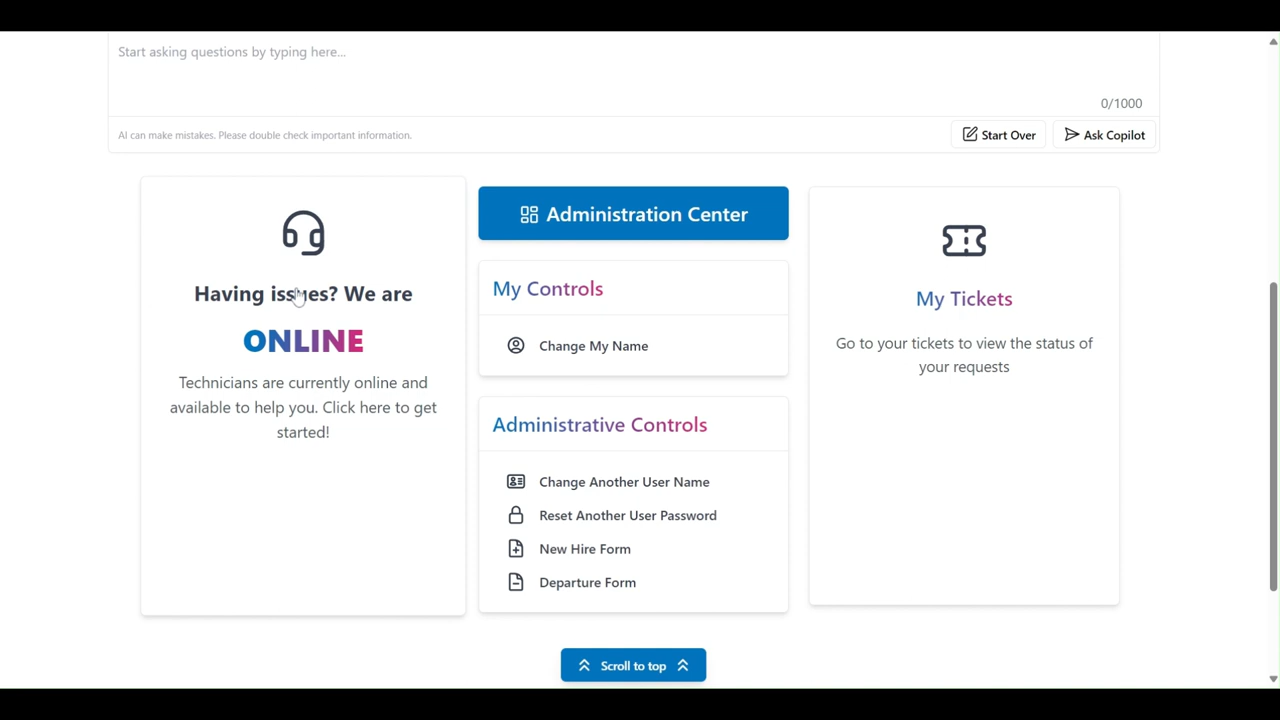 Start asking questions by typing here...
0/1000
AI can make mistakes. Please double check important information.
Start Over
Ask Copilot
Having issues? We are
ONLINE
Technicians are currently online and
available to help you. Click here to get
started!
Administration Center
My Controls
Change My Name
Administrative Controls
Change Another User Name
Reset Another User Password
New Hire Form
Departure Form
My Tickets
Go to your tickets to view the status of
your requests
Scroll to top